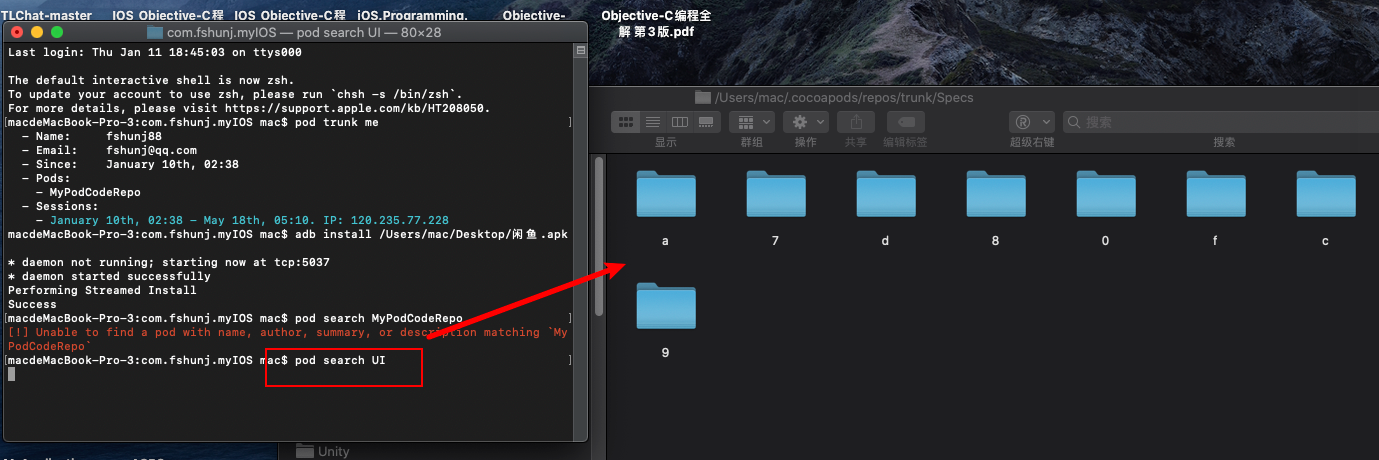 TLChat-master
IOS Objective-C程
IOS Objective-C程
iOS.Programming.
Objective-
Objective-C编程全
解 第3版.pdf
com.fshunj.myIOS — pod search UI — 80×28
Last login: Thu Jan 11 18:45:03 on ttys000
The default interactive shell is now zsh.
To update your account to use zsh, please run `chsh -s /bin/zsh`.
For more details, please visit https://support.apple.com/kb/HT208050.
[macdeMacBook-Pro-3:com.fshunj.myIOS mac$ pod trunk me ]
- Name: fshunj88
- Email: fshunj@qq.com
- Since: January 10th, 02:38
- Pods:
- MyPodCodeRepo
- Sessions:
- January 10th, 02:38 - May 18th, 05:10. IP: 120.235.77.228
macdeMacBook-Pro-3:com.fshunj.myIOS mac$ adb install /Users/mac/Desktop/闲鱼.apk
* daemon not running; starting now at tcp:5037
* daemon started successfully
Performing Streamed Install
Success
[macdeMacBook-Pro-3:com.fshunj.myIOS mac$ pod search MyPodCodeRepo ]
[!] Unable to find a pod with name, author, summary, or description matching `My
PodCodeRepo`
[macdeMacBook-Pro-3:com.fshunj.myIOS mac$ pod search UI ]
/Users/mac/.cocoapods/repos/trunk/Specs
搜索
显示
群组
操作
共享
编辑标签
超级右键
搜索
a
7
d
8
0
f
c
9
Unity